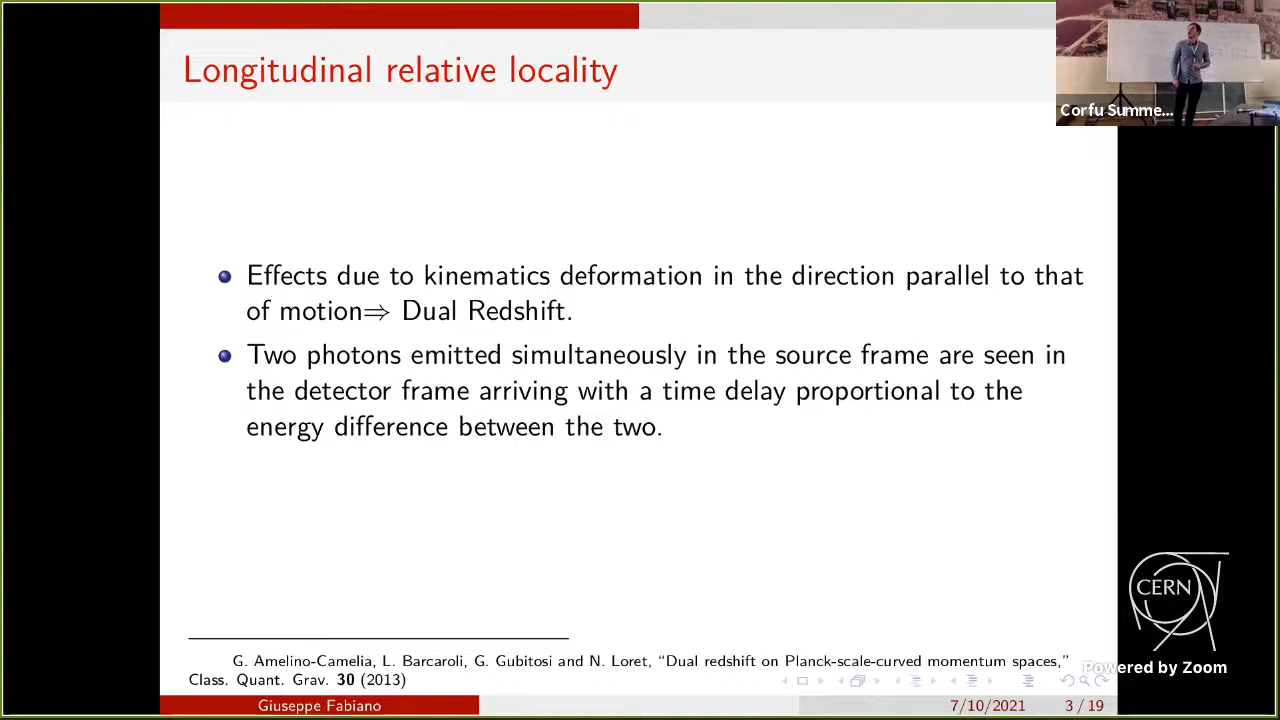 Longitudinal relative locality
Corfu Summe...
Effects due to kinematics deformation in the direction parallel to that
of motion⇒ Dual Redshift.
Two photons emitted simultaneously in the source frame are seen in
the detector frame arriving with a time delay proportional to the
energy difference between the two.
CERN
G. Amelino-Camelia, L. Barcaroli, G. Gubitosi and N. Loret, “Dual redshift on Planck-scale-curved momentum spaces,”
Class. Quant. Grav. 30 (2013)
Powered by Zoom
Giuseppe Fabiano
7/10/2021
3 / 19